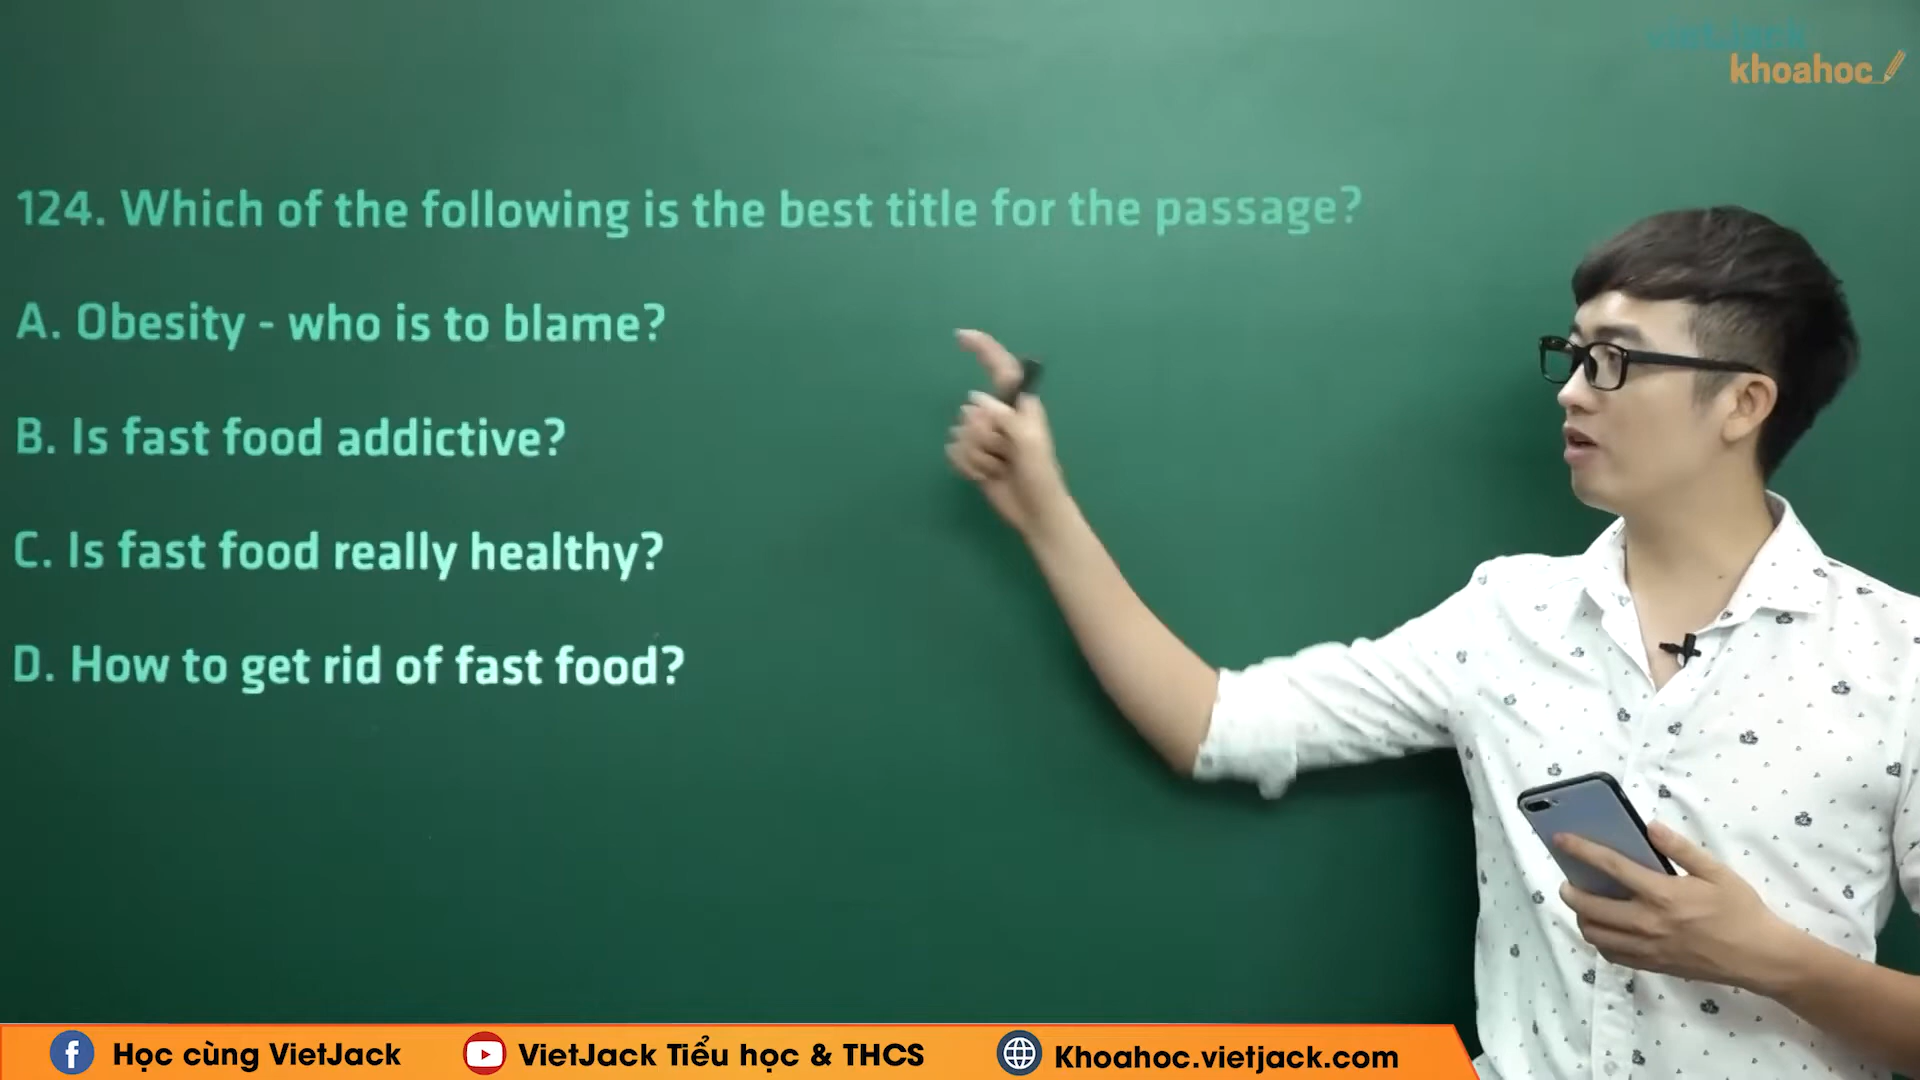 vietJack
khoahoc
124. Which of the following is the best title for the passage?
A. Obesity - who is to blame?
B. Is fast food addictive?
C. Is fast food really healthy?
D. How to get rid of fast food?
Học cùng VietJack
VietJack Tiểu học & THCS
Khoahoc.vietjack.com